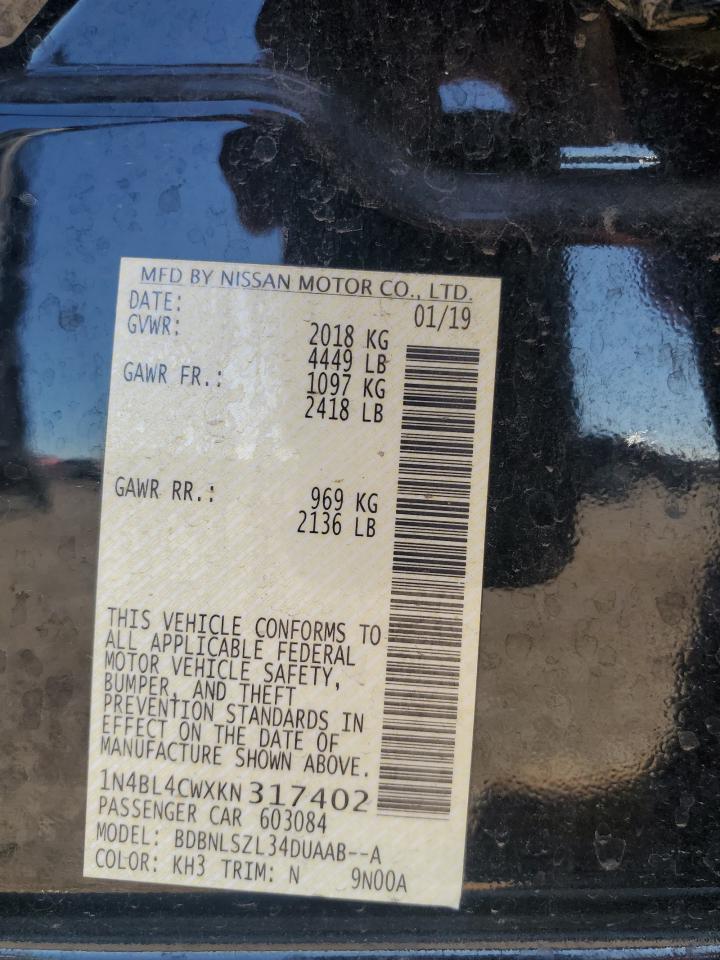 MFD BY NISSAN MOTOR CO., LTD.
DATE: 01/19
GVWR: 2018 KG
4449 LB
GAWR FR.: 1097 KG
2418 LB
GAWR RR.: 969 KG
2136 LB
THIS VEHICLE CONFORMS TO
ALL APPLICABLE FEDERAL
MOTOR VEHICLE SAFETY,
BUMPER, AND THEFT
PREVENTION STANDARDS IN
EFFECT ON THE DATE OF
MANUFACTURE SHOWN ABOVE.
1N4BL4CWXKN317402
PASSENGER CAR 603084
MODEL: BDBNLSZL34DUAAB--A
COLOR: KH3 TRIM: N 9N00A